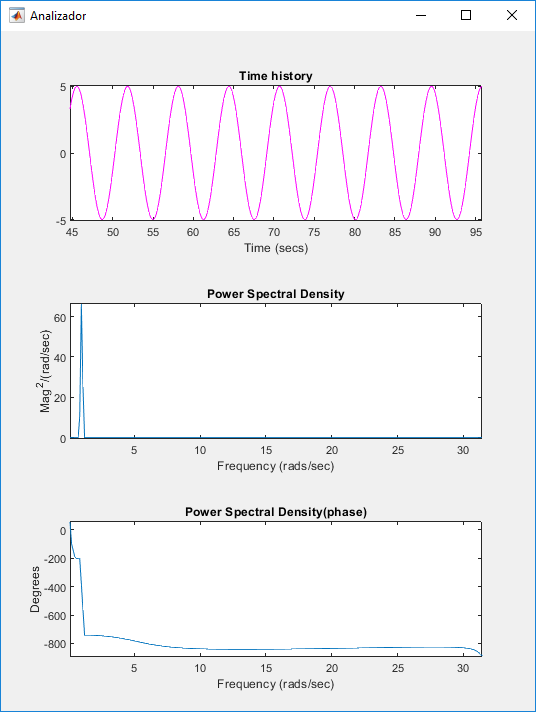 Analizador
Time history
5
0
-5
45 50 55 60 65 70 75 80 85 90 95
Time (secs)
Power Spectral Density
Mag²/(rad/sec)
60
40
20
0
5 10 15 20 25 30
Frequency (rads/sec)
Power Spectral Density(phase)
Degrees
0
-200
-400
-600
-800
5 10 15 20 25 30
Frequency (rads/sec)